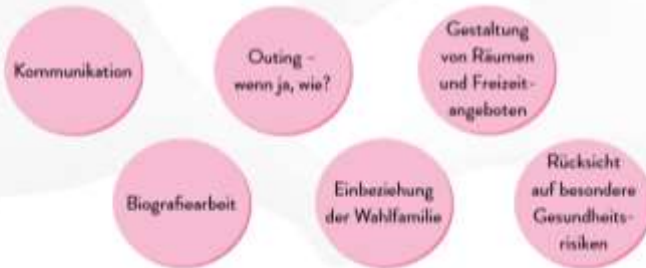 Kommunikation
Outing –
wenn ja, wie?
Gestaltung
von Räumen
und Freizeit-
angeboten
Biografiearbeit
Einbeziehung
der Wahlfamilie
Rücksicht
auf besondere
Gesundheits-
risiken